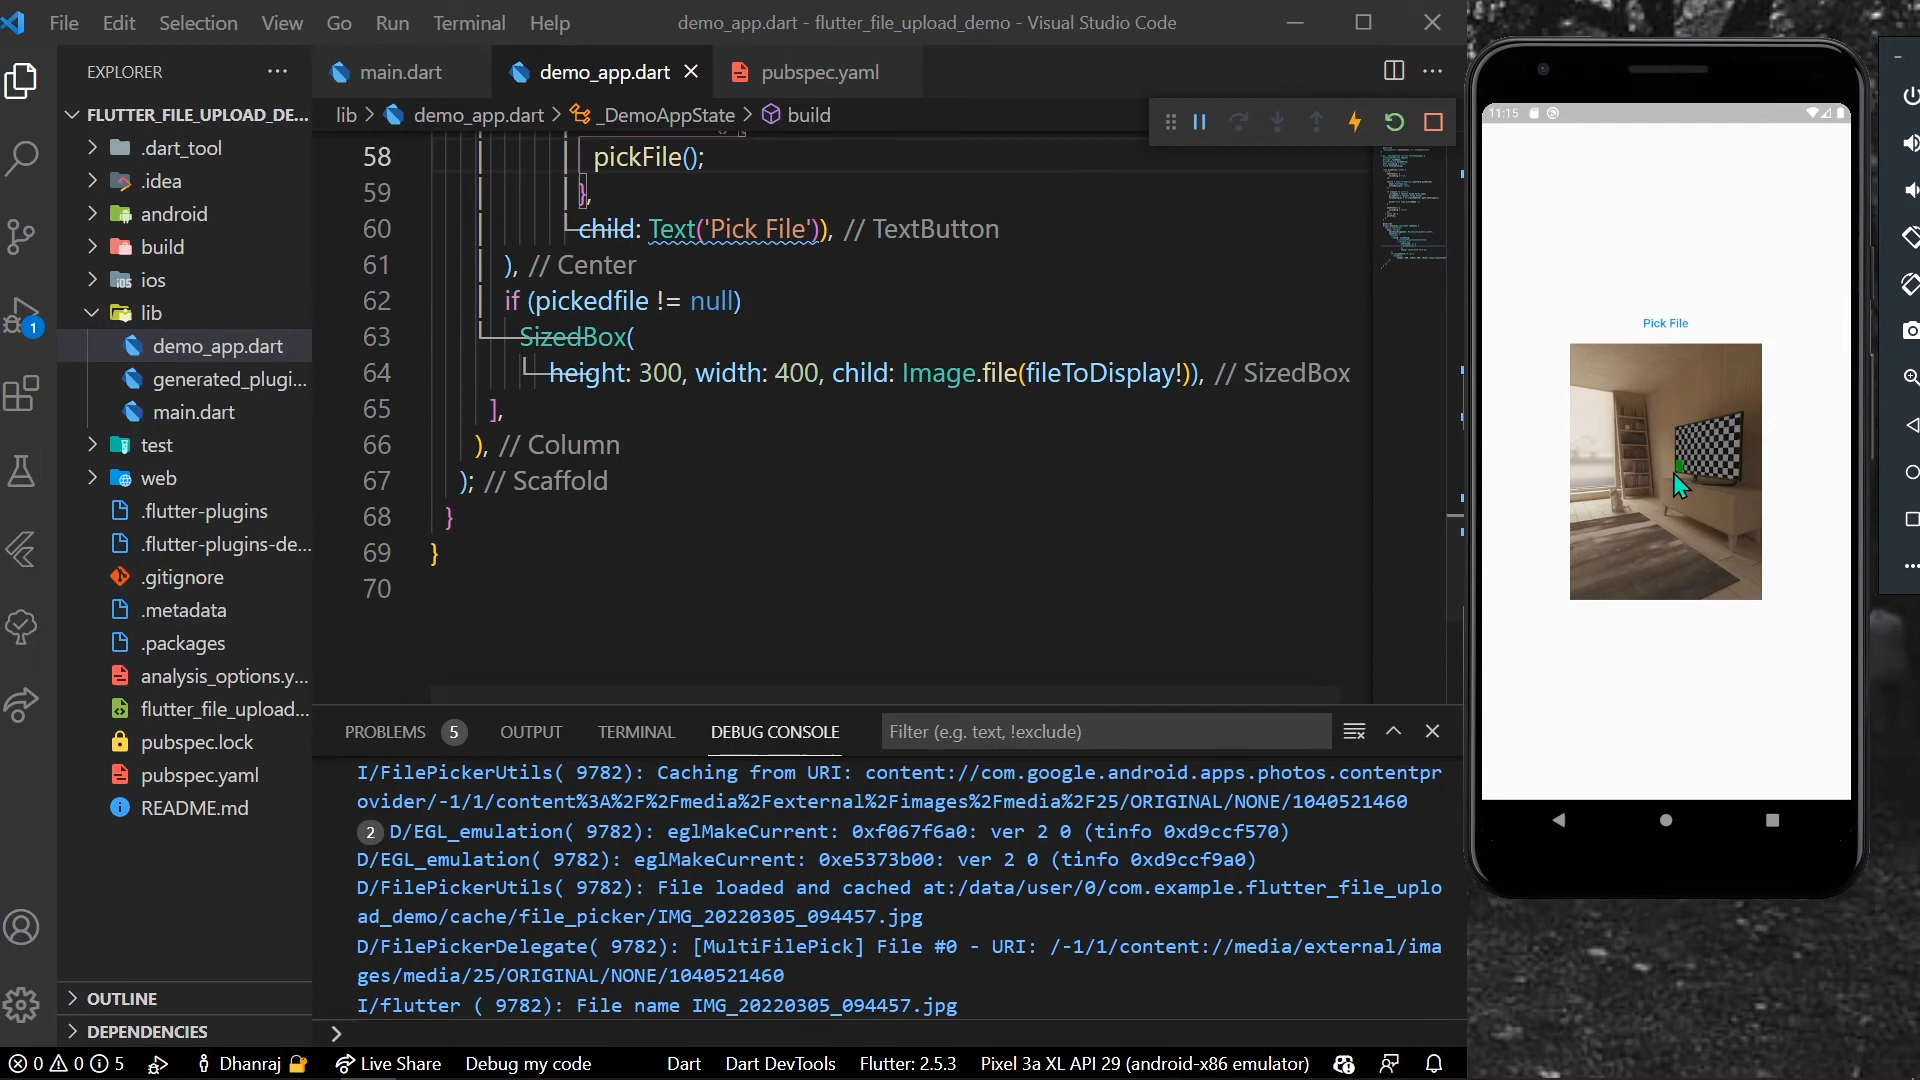 File Edit Selection View Go Run Terminal Help
demo_app.dart - flutter_file_upload_demo - Visual Studio Code
EXPLORER
main.dart
demo_app.dart
pubspec.yaml
FLUTTER_FILE_UPLOAD_DE...
lib > demo_app.dart > _DemoAppState > build
.dart_tool
.idea
android
build
ios
lib
demo_app.dart
generated_plugi...
main.dart
test
web
.flutter-plugins
.flutter-plugins-de...
.gitignore
.metadata
.packages
analysis_options.y...
flutter_file_upload...
pubspec.lock
pubspec.yaml
README.md
OUTLINE
DEPENDENCIES
1
58 pickFile();
59 },
60 child: Text('Pick File')), // TextButton
61 ), // Center
62 if (pickedfile != null)
63 SizedBox(
64 height: 300, width: 400, child: Image.file(fileToDisplay!)), // SizedBox
65 ],
66 ), // Column
67 ); // Scaffold
68 }
69 }
70
PROBLEMS 5 OUTPUT TERMINAL DEBUG CONSOLE Filter (e.g. text, !exclude)
I/FilePickerUtils( 9782): Caching from URI: content://com.google.android.apps.photos.contentpr
ovider/-1/1/content%3A%2F%2Fmedia%2Fexternal%2Fimages%2Fmedia%2F25/ORIGINAL/NONE/1040521460
2 D/EGL_emulation( 9782): eglMakeCurrent: 0xf067f6a0: ver 2 0 (tinfo 0xd9ccf570)
D/EGL_emulation( 9782): eglMakeCurrent: 0xe5373b00: ver 2 0 (tinfo 0xd9ccf9a0)
D/FilePickerUtils( 9782): File loaded and cached at:/data/user/0/com.example.flutter_file_uplo
ad_demo/cache/file_picker/IMG_20220305_094457.jpg
D/FilePickerDelegate( 9782): [MultiFilePick] File #0 - URI: /-1/1/content://media/external/ima
ges/media/25/ORIGINAL/NONE/1040521460
I/flutter ( 9782): File name IMG_20220305_094457.jpg
0 0 5 Dhanraj Live Share Debug my code Dart Dart DevTools Flutter: 2.5.3 Pixel 3a XL API 29 (android-x86 emulator)
11:15
Pick File